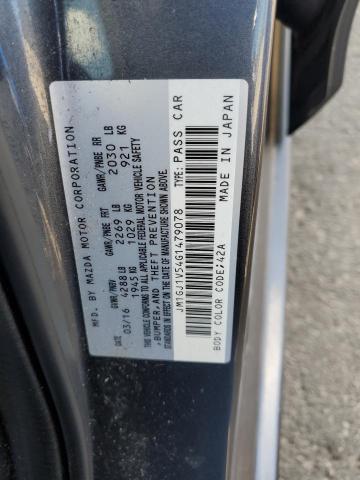 MFD. BY MAZDA MOTOR CORPORATION
DATE GVWR/PNBV GAWR/PNBE FRT GAWR/PNBE RR
03/16 4288 LB 2269 LB 2030 LB
1945 KG 1029 KG 921 KG
THIS VEHICLE CONFORMS TO ALL APPLICABLE FEDERAL MOTOR VEHICLE SAFETY
,BUMPER,AND THEFT PREVENTION
STANDARDS IN EFFECT ON THE DATE OF MANUFACTURE SHOWN ABOVE.
JM1GJ1V54G1479078 TYPE: PASS CAR
BODY COLOR CODE;42A MADE IN JAPAN